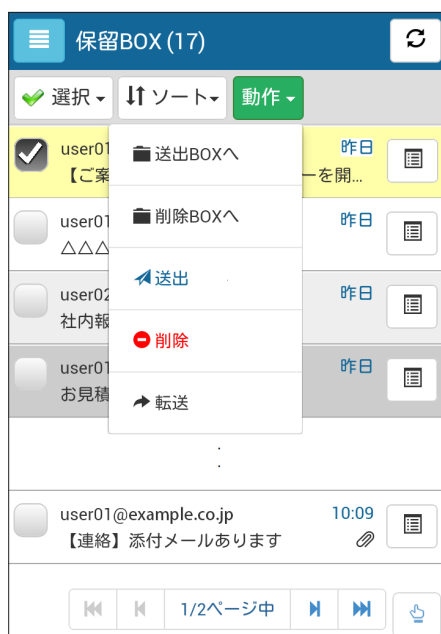 保留BOX (17)
選択 ソート 動作
user01 昨日
【ご案 ーを開...
送出BOXへ
user01 昨日
△△△
削除BOXへ
user02 昨日
社内報
送出
user01 昨日
お見積
削除
転送
user01@example.co.jp 10:09
【連絡】添付メールあります
1/2ページ中